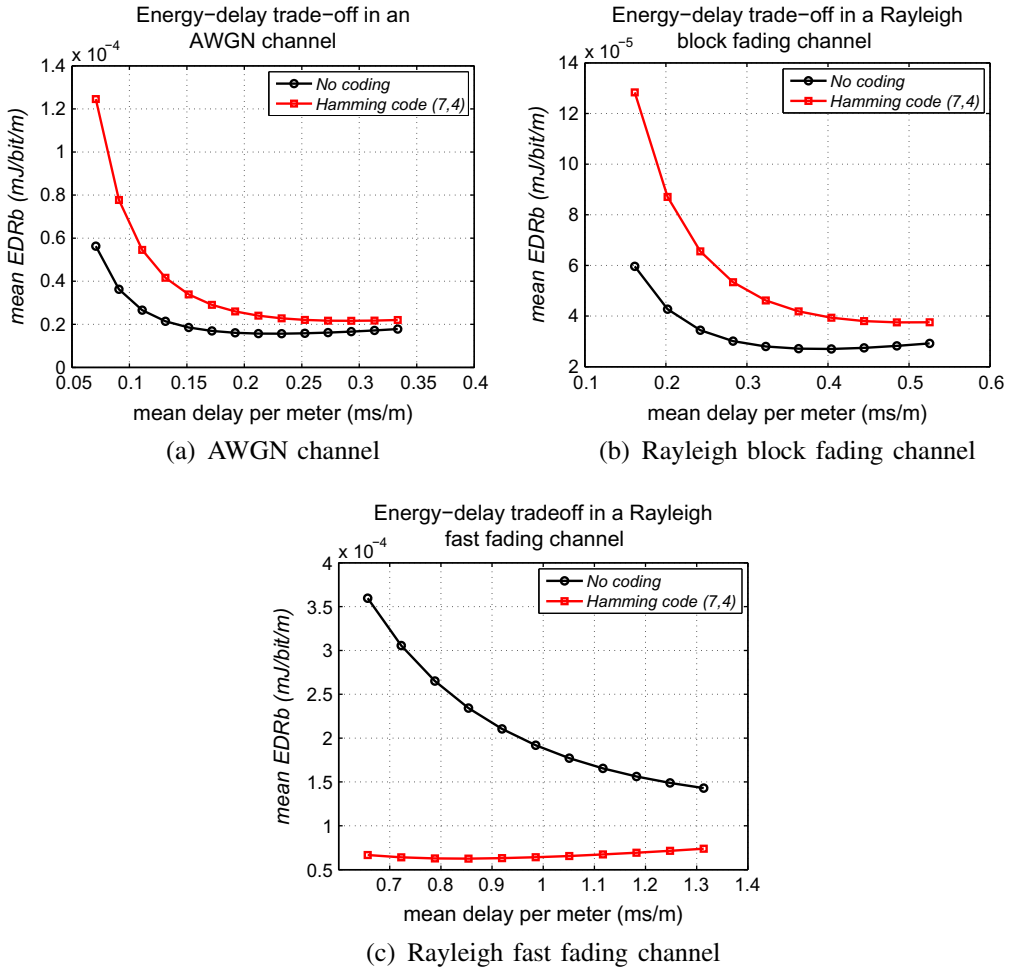 Energy−delay trade−off in an
AWGN channel
x 10⁻⁴
1.4
1.2
1
0.8
0.6
0.4
0.2
0
0.05
0.1
0.15
0.2
0.25
0.3
0.35
0.4
mean EDRb (mJ/bit/m)
mean delay per meter (ms/m)
No coding
Hamming code (7,4)
(a) AWGN channel
Energy−delay trade−off in a Rayleigh
block fading channel
x 10⁻⁵
14
12
10
8
6
4
2
0.1
0.2
0.3
0.4
0.5
0.6
mean EDRb (mJ/bit/m)
mean delay per meter (ms/m)
No coding
Hamming code (7,4)
(b) Rayleigh block fading channel
Energy−delay tradeoff in a Rayleigh
fast fading channel
x 10⁻⁴
4
3.5
3
2.5
2
1.5
1
0.5
0.7
0.8
0.9
1
1.1
1.2
1.3
1.4
mean EDRb (mJ/bit/m)
mean delay per meter (ms/m)
No coding
Hamming code (7,4)
(c) Rayleigh fast fading channel